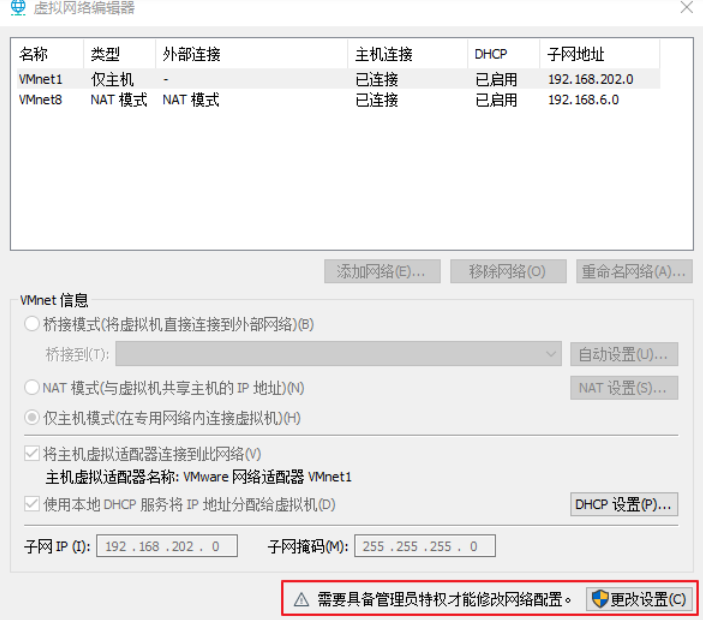 虚拟网络编辑器
名称 类型 外部连接 主机连接 DHCP 子网地址
VMnet1 仅主机 - 已连接 已启用 192.168.202.0
VMnet8 NAT 模式 NAT 模式 已连接 已启用 192.168.6.0
添加网络(E)... 移除网络(O) 重命名网络(A)...
VMnet 信息
桥接模式(将虚拟机直接连接到外部网络)(B)
桥接到(T): 自动设置(U)...
NAT 模式(与虚拟机共享主机的 IP 地址)(N) NAT 设置(S)...
仅主机模式(在专用网络内连接虚拟机)(H)
将主机虚拟适配器连接到此网络(V)
主机虚拟适配器名称: VMware 网络适配器 VMnet1
使用本地 DHCP 服务将 IP 地址分配给虚拟机(D) DHCP 设置(P)...
子网 IP (I): 192 . 168 . 202 . 0 子网掩码(M): 255 . 255 . 255 . 0
需要具备管理员特权才能修改网络配置。 更改设置(C)